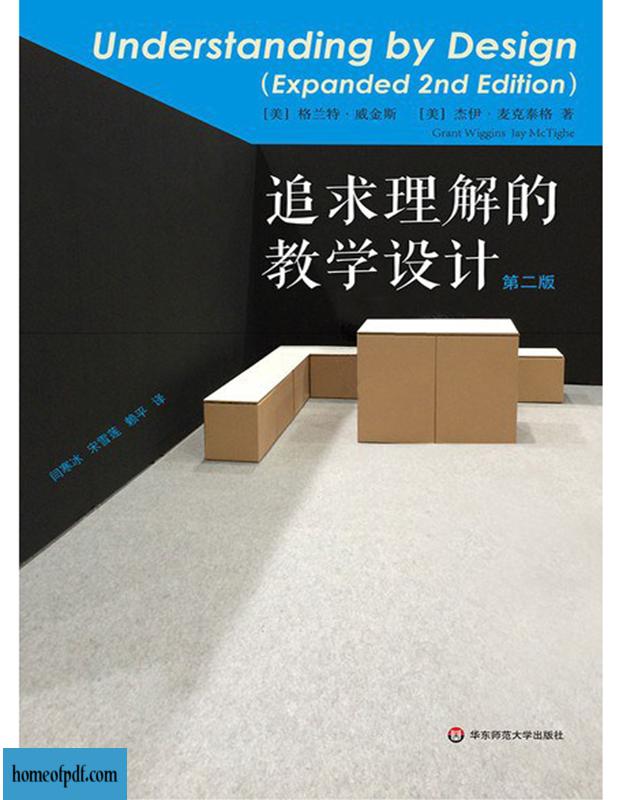 Understanding by Design
(Expanded 2nd Edition)
[美] 格兰特·威金斯 [美] 杰伊·麦克泰格 著
Grant Wiggins Jay McTighe
追求理解的
教学设计 第二版
闫寒冰 宋雪莲 赖平 译
华东师范大学出版社
homeofpdf.com